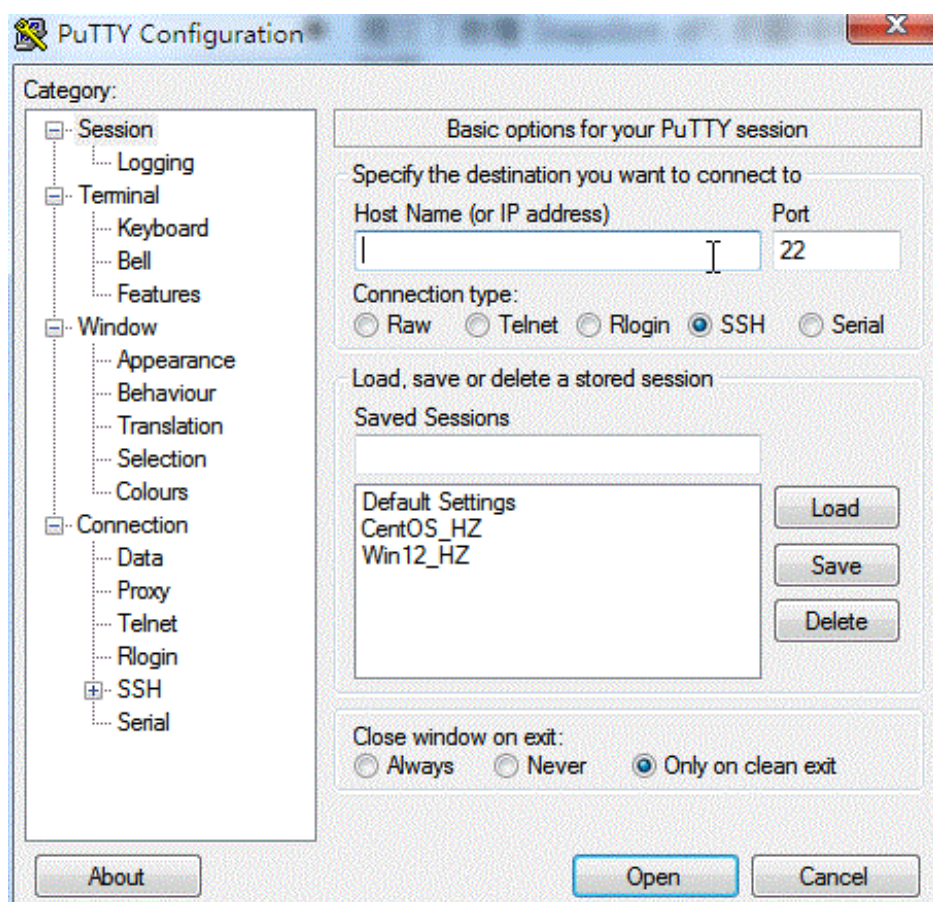 PuTTY Configuration
Category:
Session
Logging
Terminal
Keyboard
Bell
Features
Window
Appearance
Behaviour
Translation
Selection
Colours
Connection
Data
Proxy
Telnet
Rlogin
SSH
Serial
Basic options for your PuTTY session
Specify the destination you want to connect to
Host Name (or IP address) Port
22
Connection type:
Raw Telnet Rlogin SSH Serial
Load, save or delete a stored session
Saved Sessions
Default Settings
CentOS_HZ
Win12_HZ
Load
Save
Delete
Close window on exit:
Always Never Only on clean exit
About Open Cancel